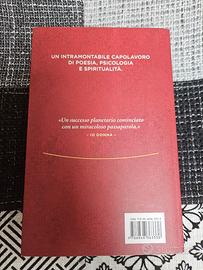 UN INTRAMONTABILE CAPOLAVORO
DI POESIA, PSICOLOGIA
E SPIRITUALITÀ.
«Un successo planetario cominciato
con un miracoloso passaparola.»
– IO DONNA –